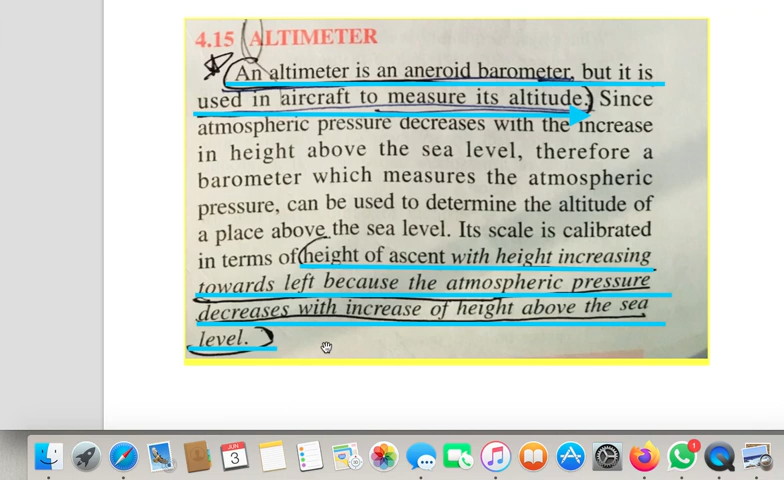 4.15 ALTIMETER
An altimeter is an aneroid barometer, but it is
used in aircraft to measure its altitude. Since
atmospheric pressure decreases with the increase
in height above the sea level, therefore a
barometer which measures the atmospheric
pressure, can be used to determine the altitude of
a place above the sea level. Its scale is calibrated
in terms of height of ascent with height increasing
towards left because the atmospheric pressure
decreases with increase of height above the sea
level.
JUN
3
1